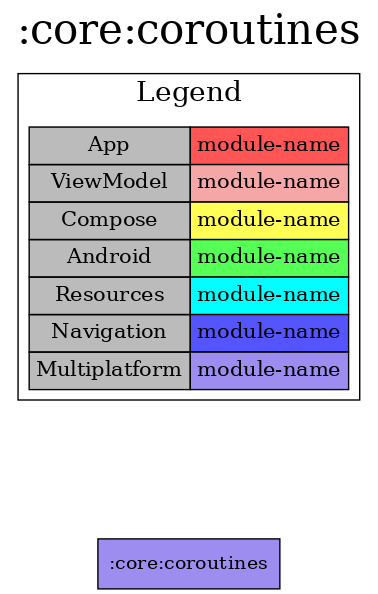 :core:coroutines
Legend
App module-name
ViewModel module-name
Compose module-name
Android module-name
Resources module-name
Navigation module-name
Multiplatform module-name
:core:coroutines